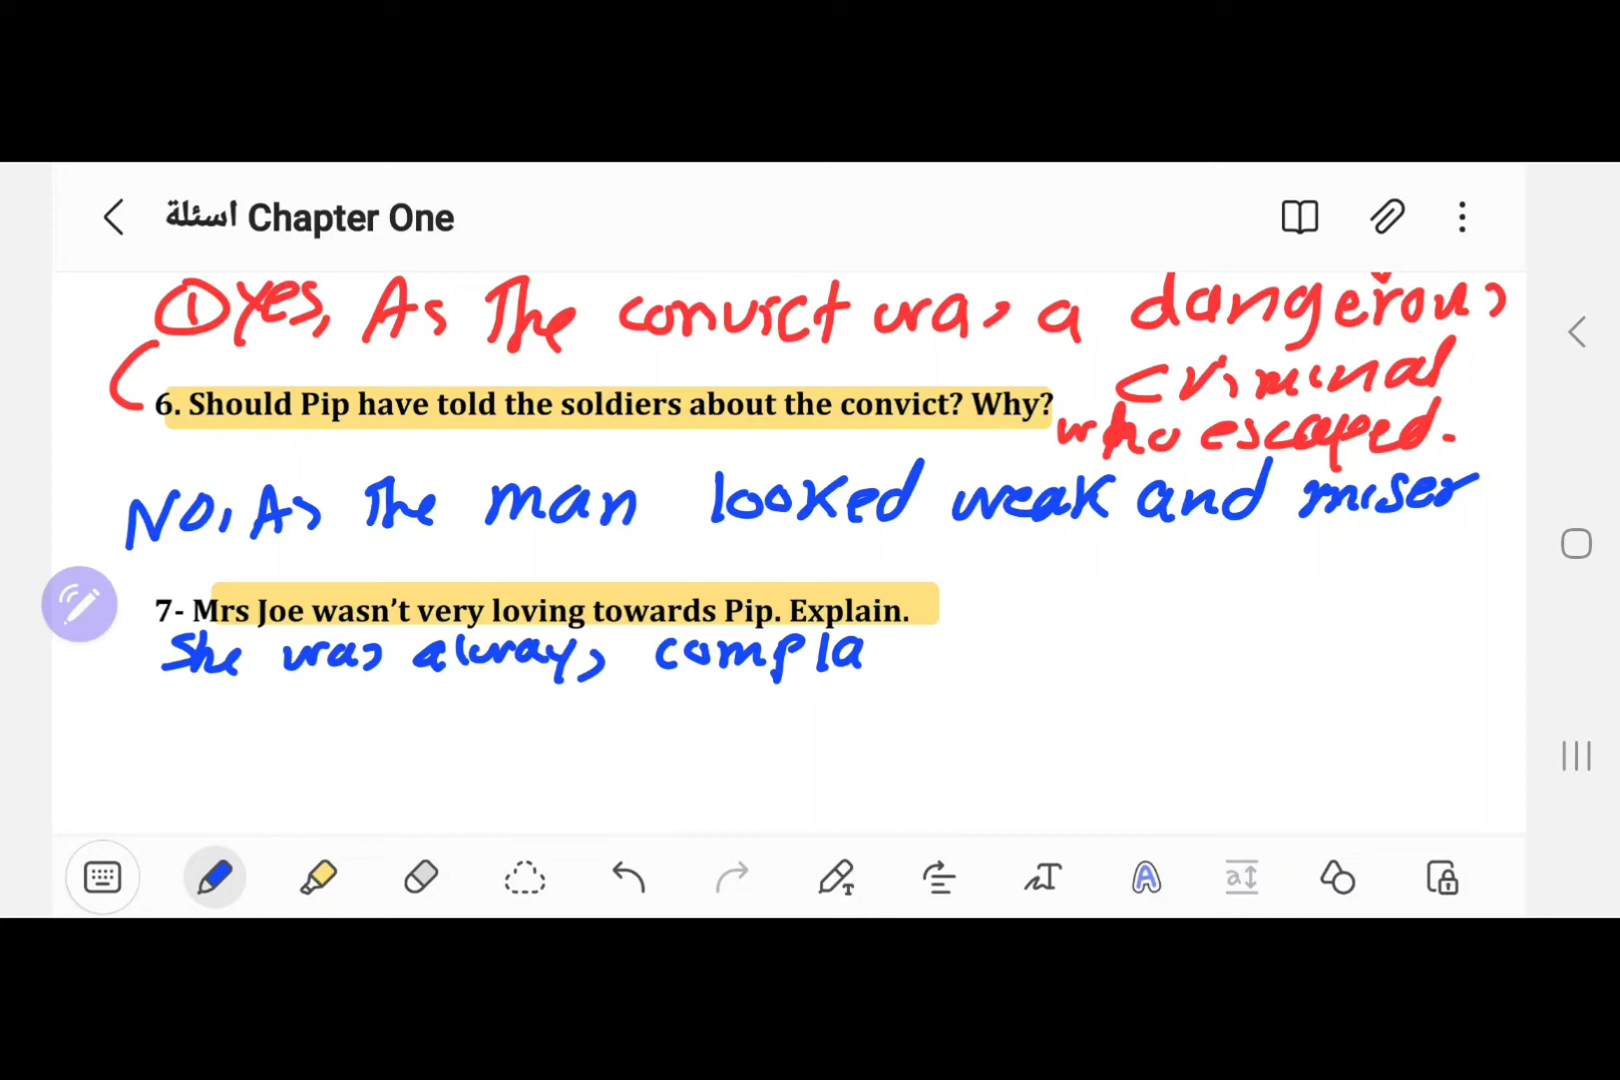 اسئلة Chapter One
① Yes, As The convict was a dangerous
criminal
who escaped.
6. Should Pip have told the soldiers about the convict? Why?
No, As The man looked weak and miser
7- Mrs Joe wasn't very loving towards Pip. Explain.
She was always compla